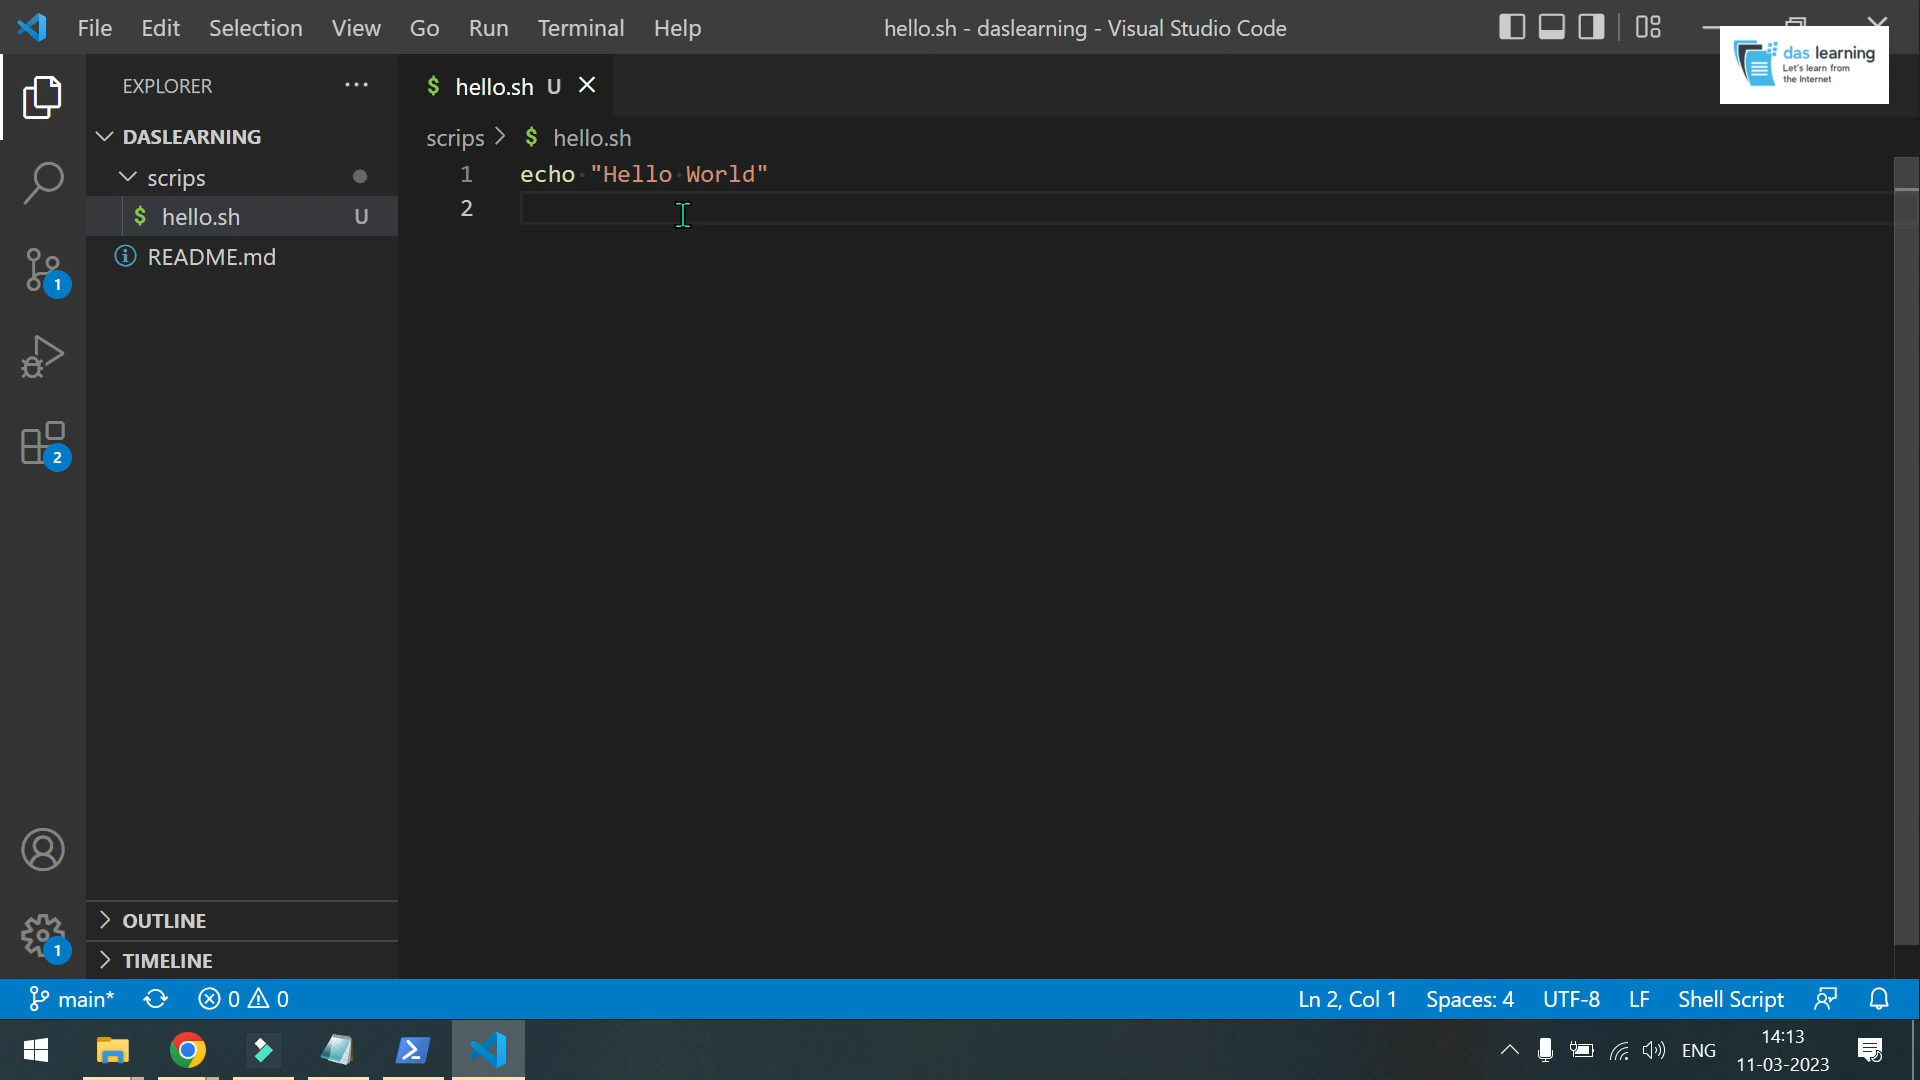 File Edit Selection View Go Run Terminal Help
hello.sh - daslearning - Visual Studio Code
das learning
Let's learn from
the Internet
EXPLORER ···
DASLEARNING
scrips
$ hello.sh U
README.md
$ hello.sh U
scrips > $ hello.sh
1 echo "Hello World"
2
1
2
1
OUTLINE
TIMELINE
main* 0 0
Ln 2, Col 1 Spaces: 4 UTF-8 LF Shell Script
ENG
14:13
11-03-2023